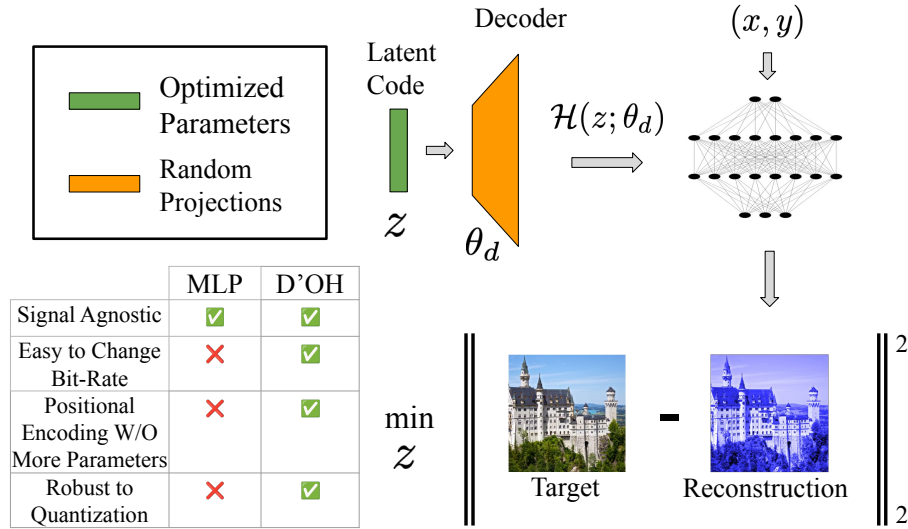 Optimized
Parameters
Random
Projections
Latent
Code
z
Decoder
θ_d
H(z; θ_d)
(x, y)
MLP D'OH
Signal Agnostic ✅ ✅
Easy to Change
Bit-Rate ❌ ✅
Positional
Encoding W/O
More Parameters ❌ ✅
Robust to
Quantization ❌ ✅
min
z
‖ Target - Reconstruction ‖
2
2